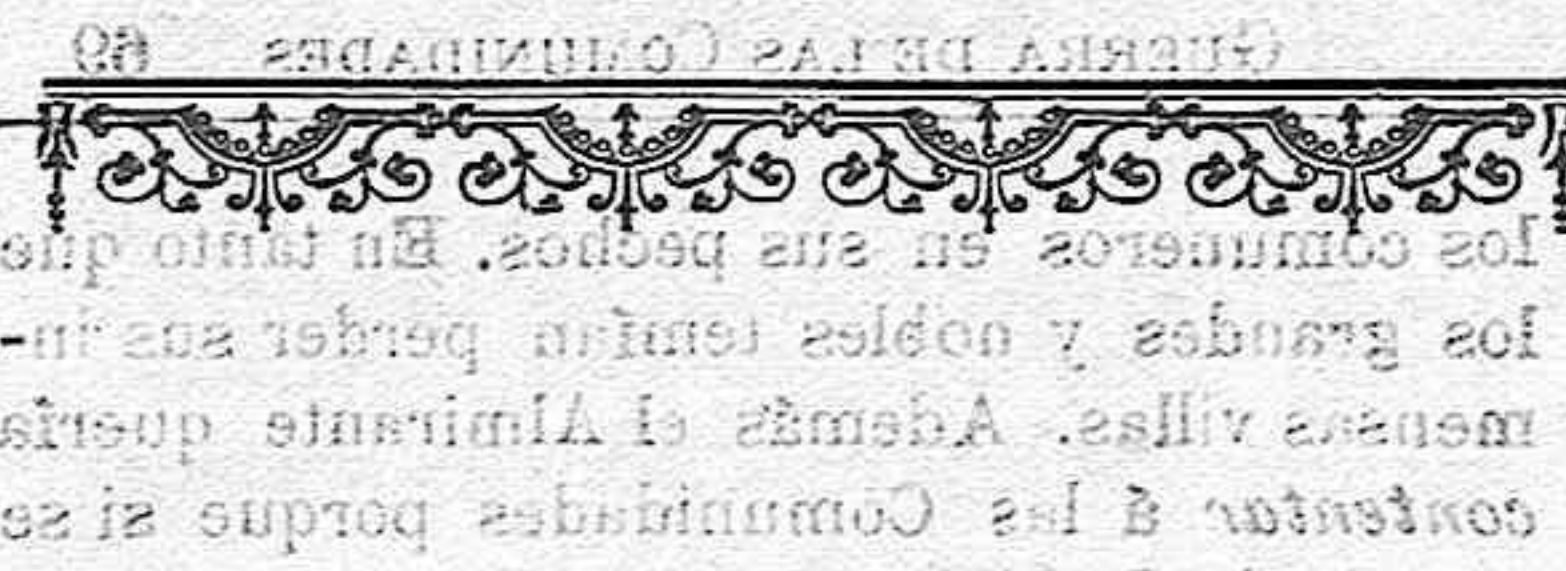 GUERRA DE LAS COMUNIDADES 69
los comuneros en sus pechos. En tanto que
los grandes y nobles temían perder sus in-
mensas villas. Además el Almirante quería
contentar á las Comunidades porque si se